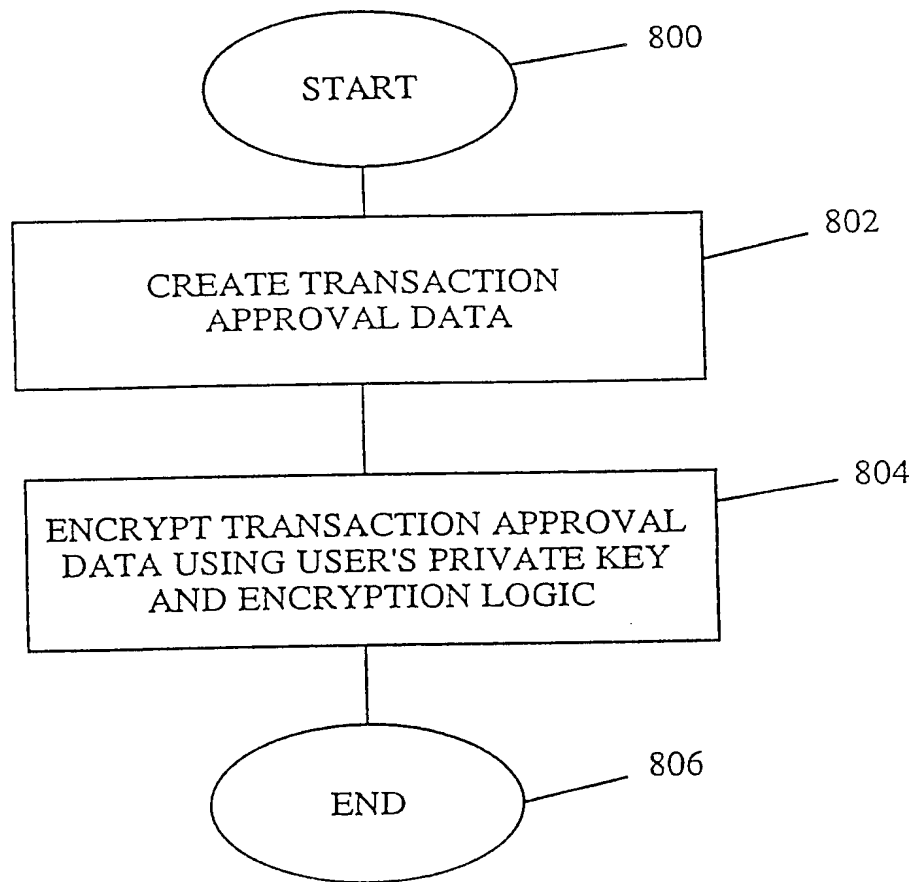 START
800
CREATE TRANSACTION
APPROVAL DATA
802
ENCRYPT TRANSACTION APPROVAL
DATA USING USER'S PRIVATE KEY
AND ENCRYPTION LOGIC
804
END
806